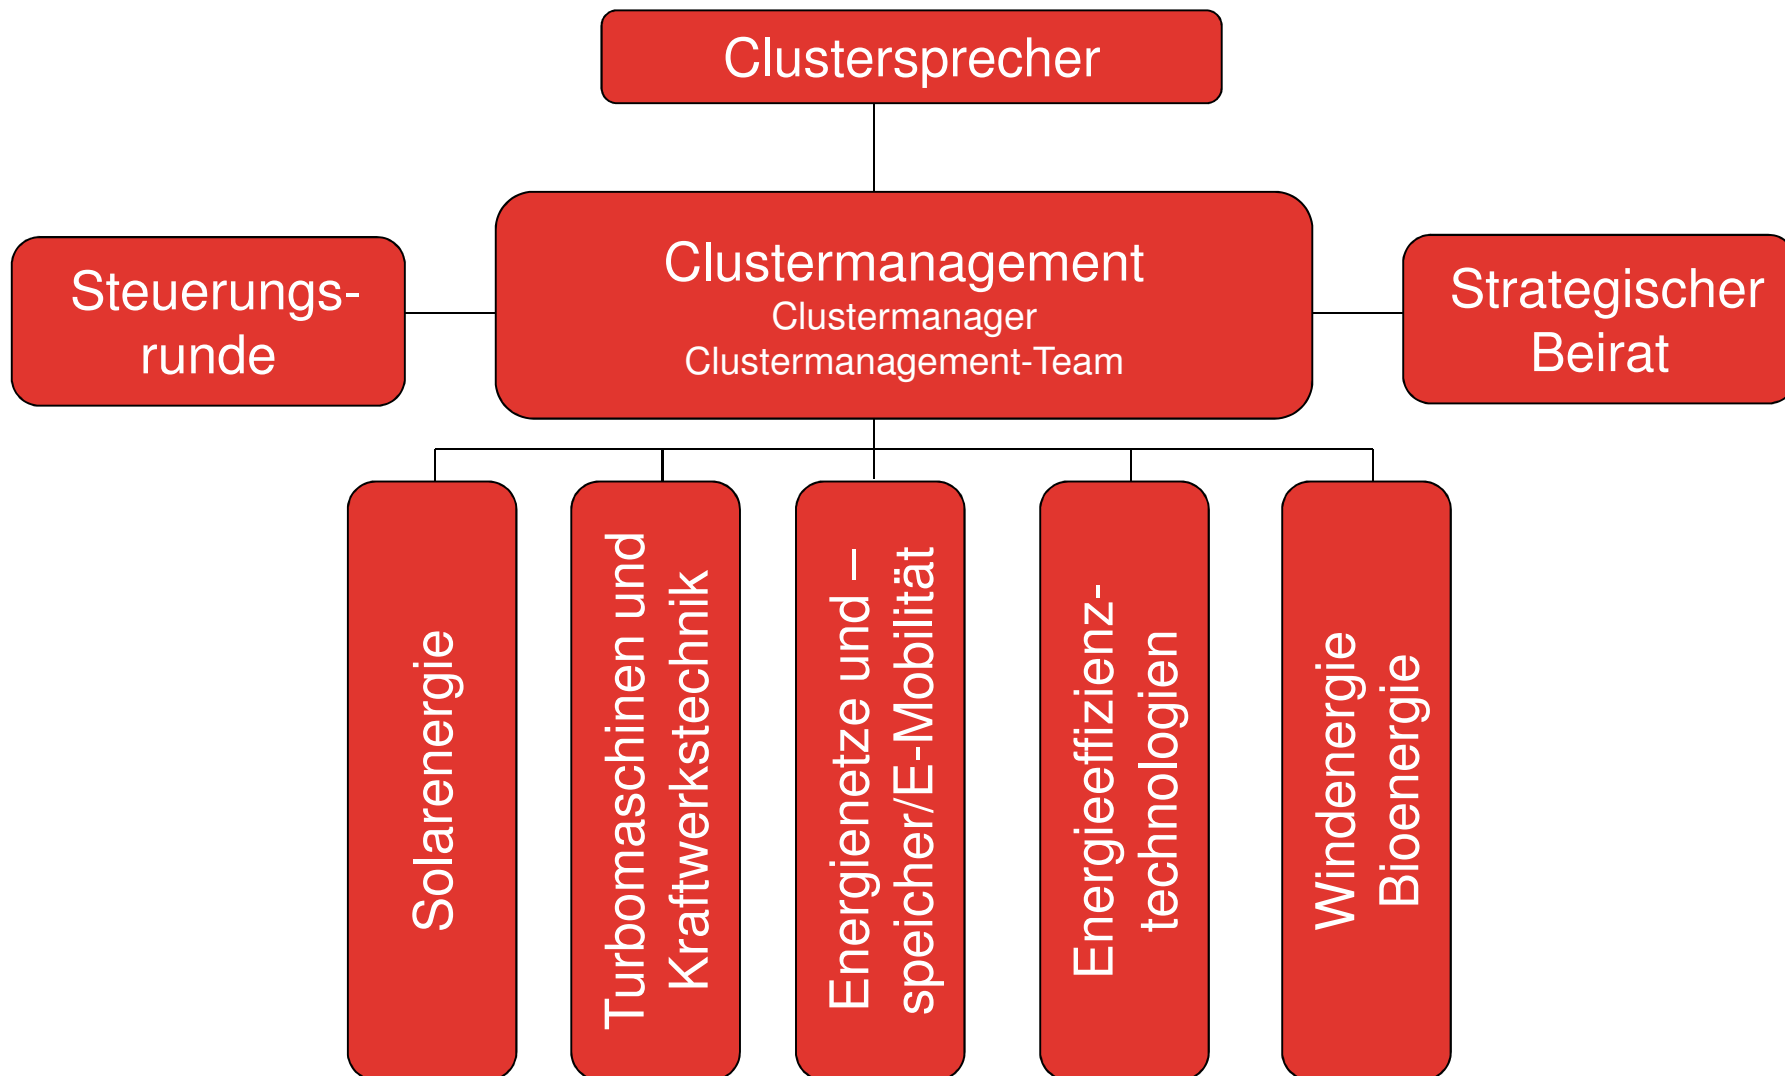 Clustersprecher
Steuerungs-
runde
Clustermanagement
Clustermanager
Clustermanagement-Team
Strategischer
Beirat
Solarenergie
Turbomaschinen und
Kraftwerkstechnik
Energienetze und –
speicher/E-Mobilität
Energieeffizienz-
technologien
Windenergie
Bioenergie